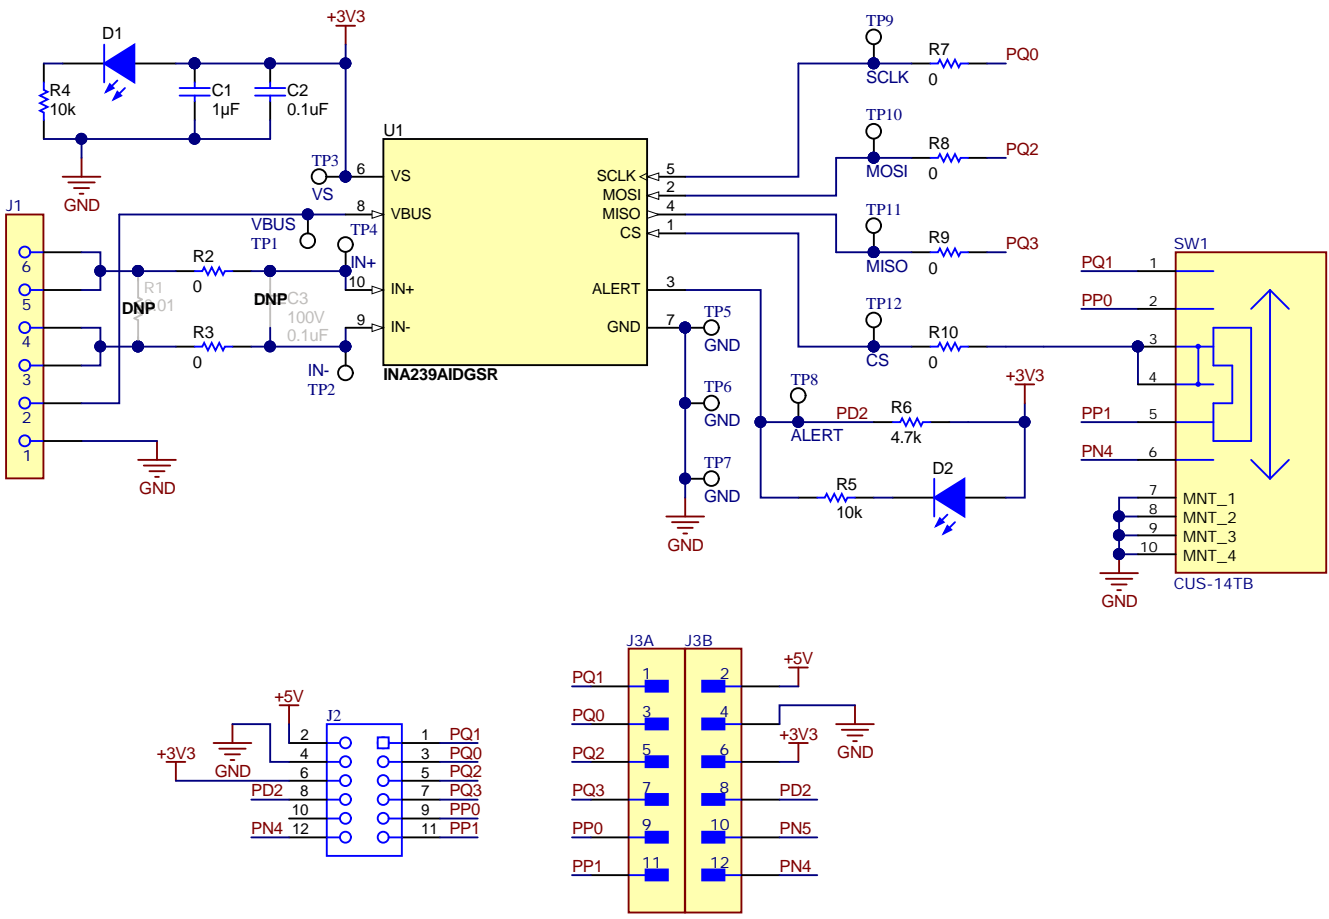 +3V3
D1
R4
10k
C1
1µF
C2
0.1uF
GND
U1
TP3
VS
6
VS
8
VBUS
VBUS
TP1
TP4
IN+
10
IN+
9
IN-
IN-
TP2
SCLK
5
MOSI
2
MISO
4
CS
1
ALERT
3
GND
7
INA239AIDGSR
J1
6
5
4
3
2
1
GND
R2
0
R1
0.01
DNP
R3
0
DNP
C3
100V
0.1uF
TP9
SCLK
R7
0
PQ0
TP10
MOSI
R8
0
PQ2
TP11
MISO
R9
0
PQ3
TP12
CS
R10
0
TP5
GND
TP6
GND
TP7
GND
GND
TP8
ALERT
PD2
R6
4.7k
+3V3
R5
10k
D2
SW1
PQ1
1
PP0
2
3
4
PP1
5
PN4
6
7
MNT_1
8
MNT_2
9
MNT_3
10
MNT_4
GND
CUS-14TB
+5V
J2
GND
+3V3
2
1
PQ1
4
3
PQ0
6
5
PQ2
PD2
8
7
PQ3
10
9
PP0
PN4
12
11
PP1
J3A
J3B
PQ1
1
2
+5V
PQ0
3
4
GND
PQ2
5
6
+3V3
PQ3
7
8
PD2
PP0
9
10
PN5
PP1
11
12
PN4